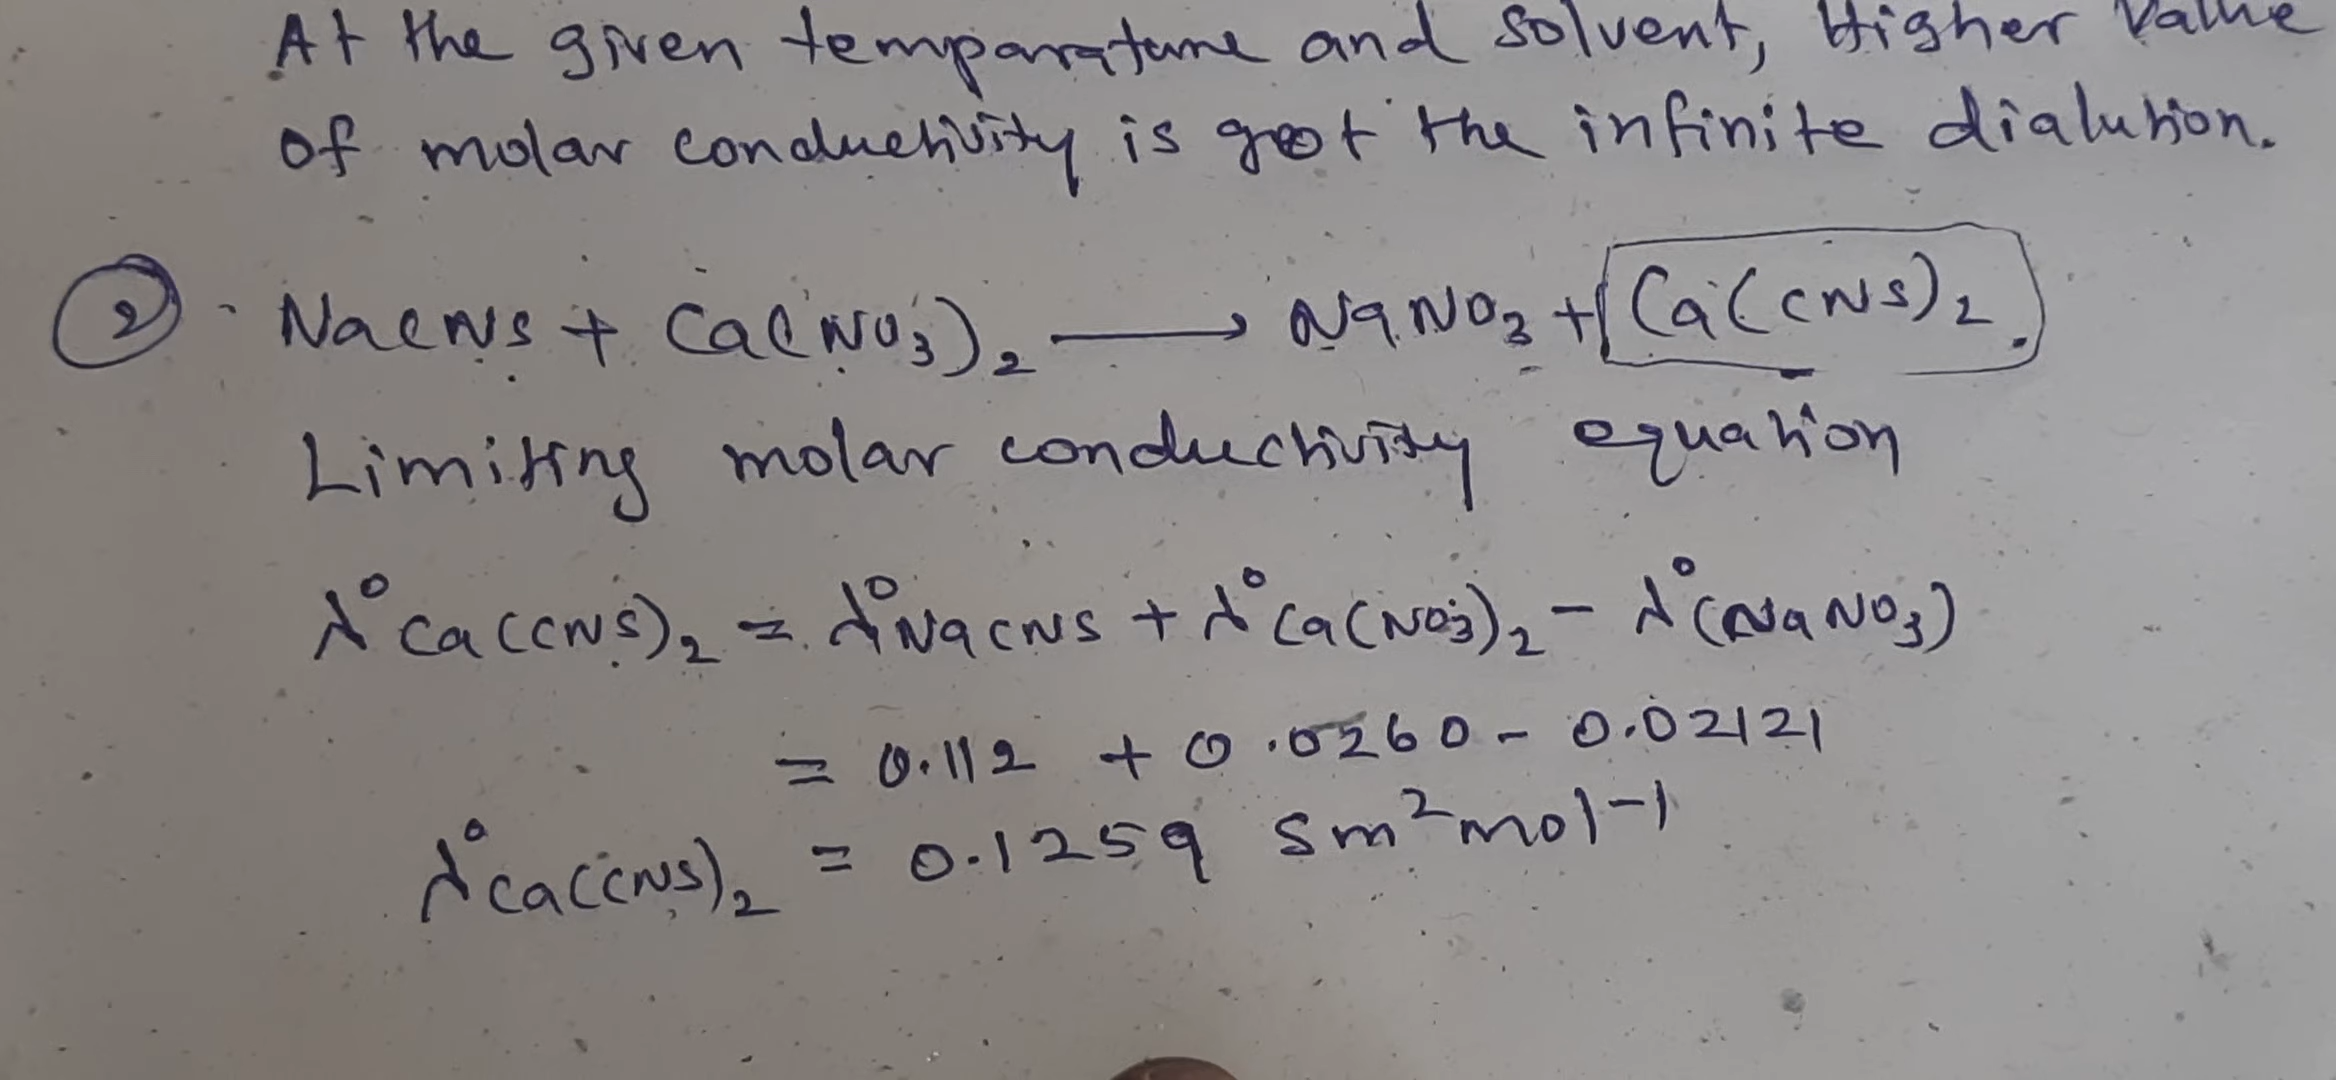 At the given temparature and solvent, Higher Value
of molar conductivity is got the infinite dialution.
② NaCNS + Ca(NO₃)₂ ⟶ NaNO₃ + Ca(CNS)₂
Limiting molar conductivity equation
λ° Ca(CNS)₂ = λ° NaCNS + λ° Ca(NO₃)₂ - λ° (NaNO₃)
= 0.112 + 0.0260 - 0.02121
λ° Ca(CNS)₂ = 0.1259 Sm² mol-1